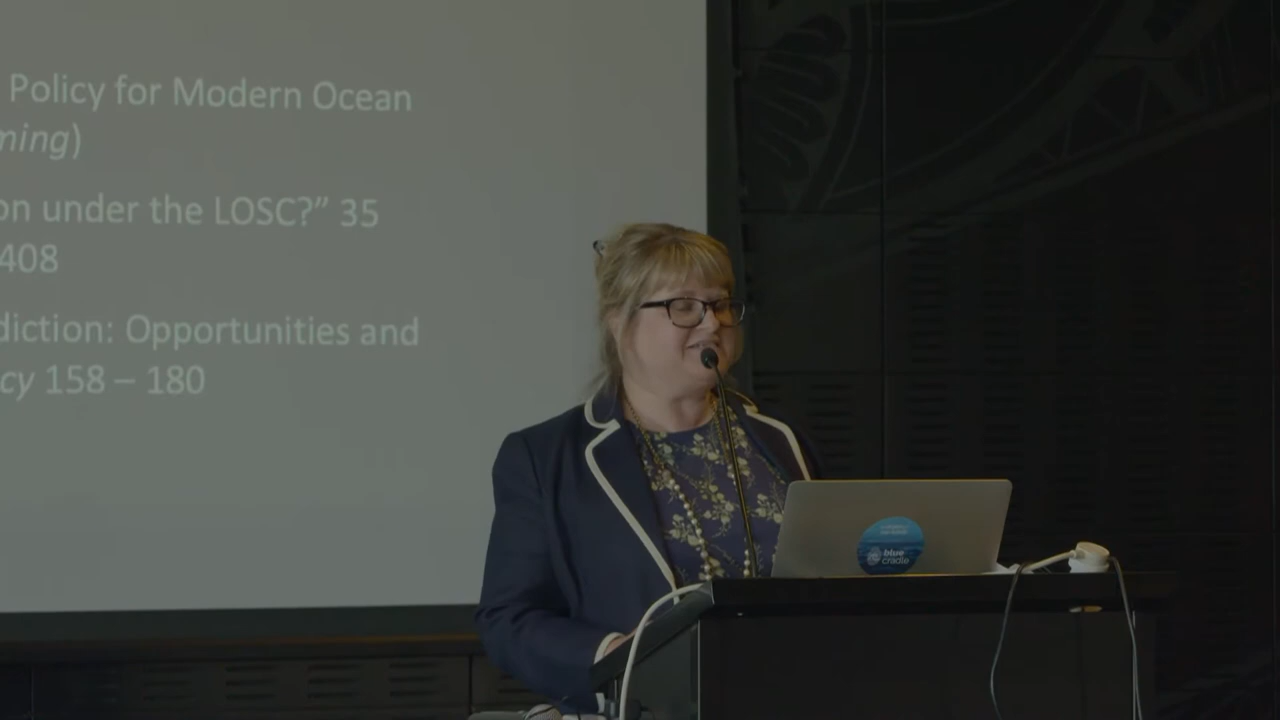 Policy for Modern Ocean
ming)
on under the LOSC?” 35
408
diction: Opportunities and
cy 158 – 180
blue
cradle